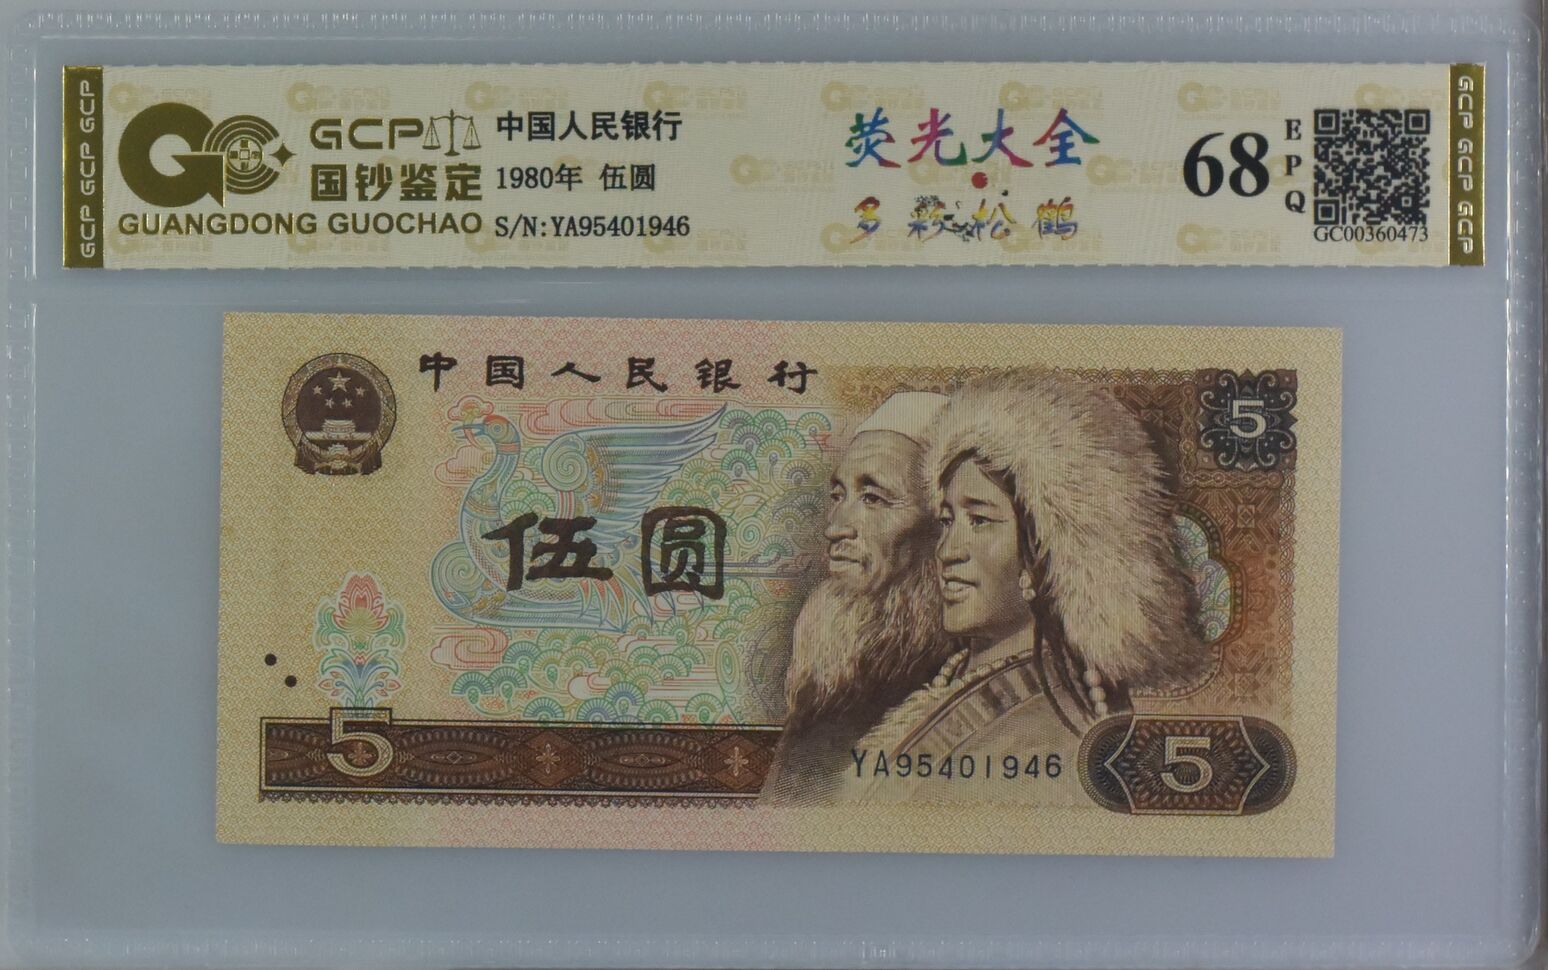 GCP GCP GCP
GCP
国钞鉴定
GUANGDONG GUOCHAO
中国人民银行
1980年 伍圆
S/N:YA95401946
荧光大全
多彩松鹤
68
EPQ
GC00360473
GCP GCP GCP
中国人民银行
5
伍圆
5
YA95401946
5